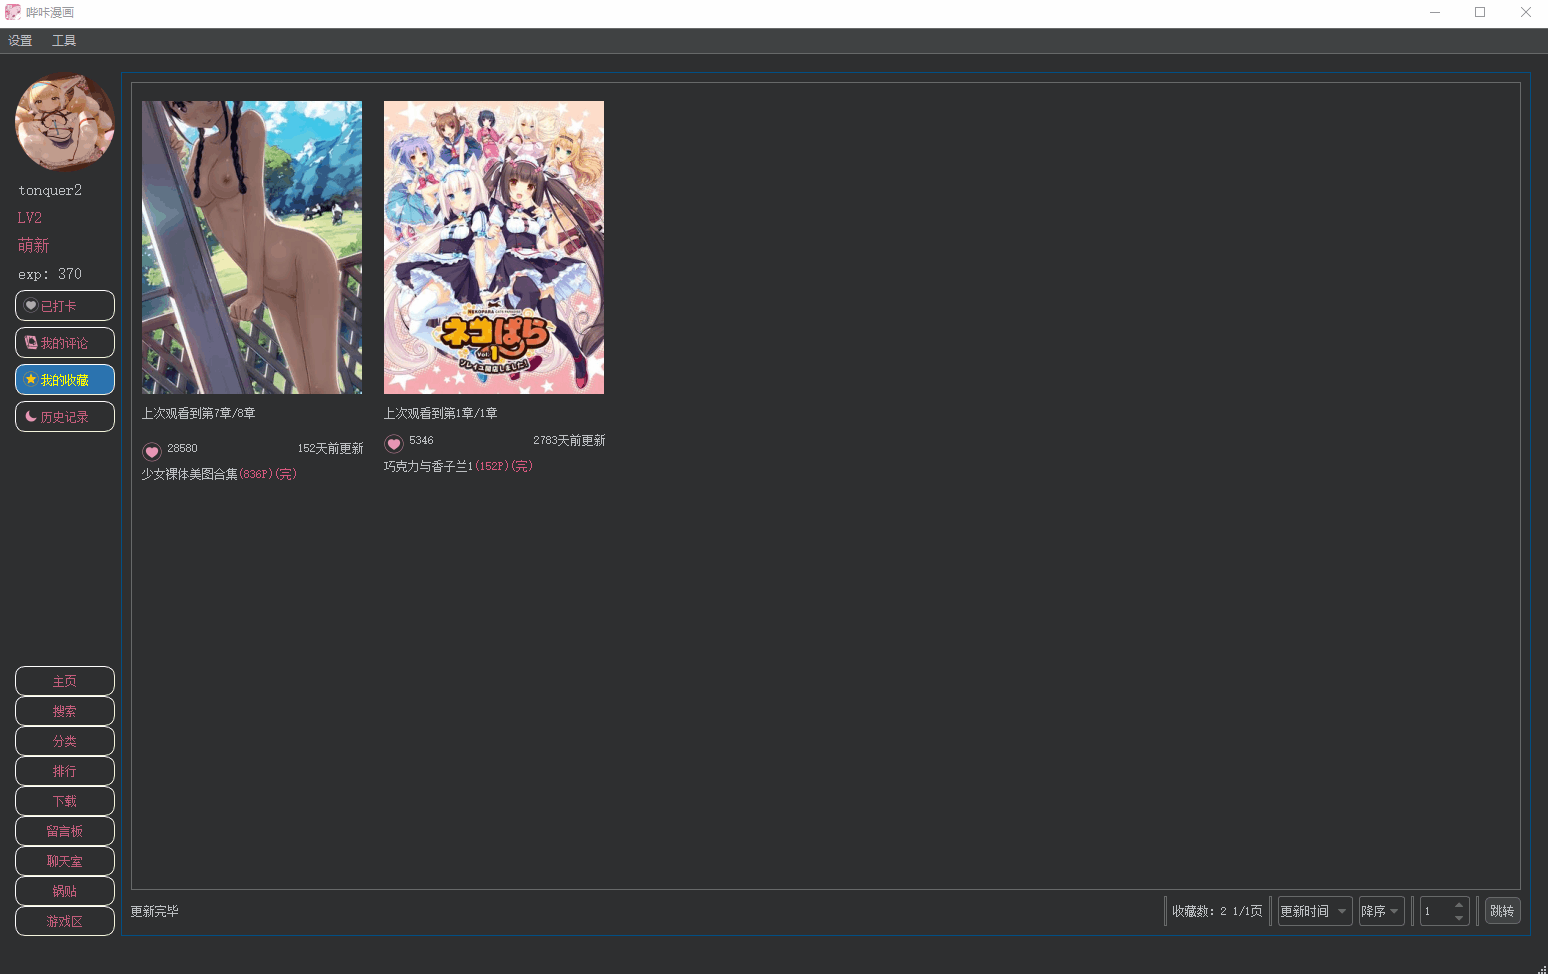 哔咔漫画
设置 工具
tonquer2
LV2
萌新
exp: 370
已打卡
我的评论
我的收藏
历史记录
主页
搜索
分类
排行
下载
留言板
聊天室
锅贴
游戏区
上次观看到第7章/8章
28580 152天前更新
少女裸体美图合集(836P)(完)
NEKOPARA
ネコぱら
Vol.1
ソレイユ開店しました!
上次观看到第1章/1章
5346 2783天前更新
巧克力与香子兰1(152P)(完)
更新完毕
收藏数: 2 1/1页 更新时间 降序 1 跳转